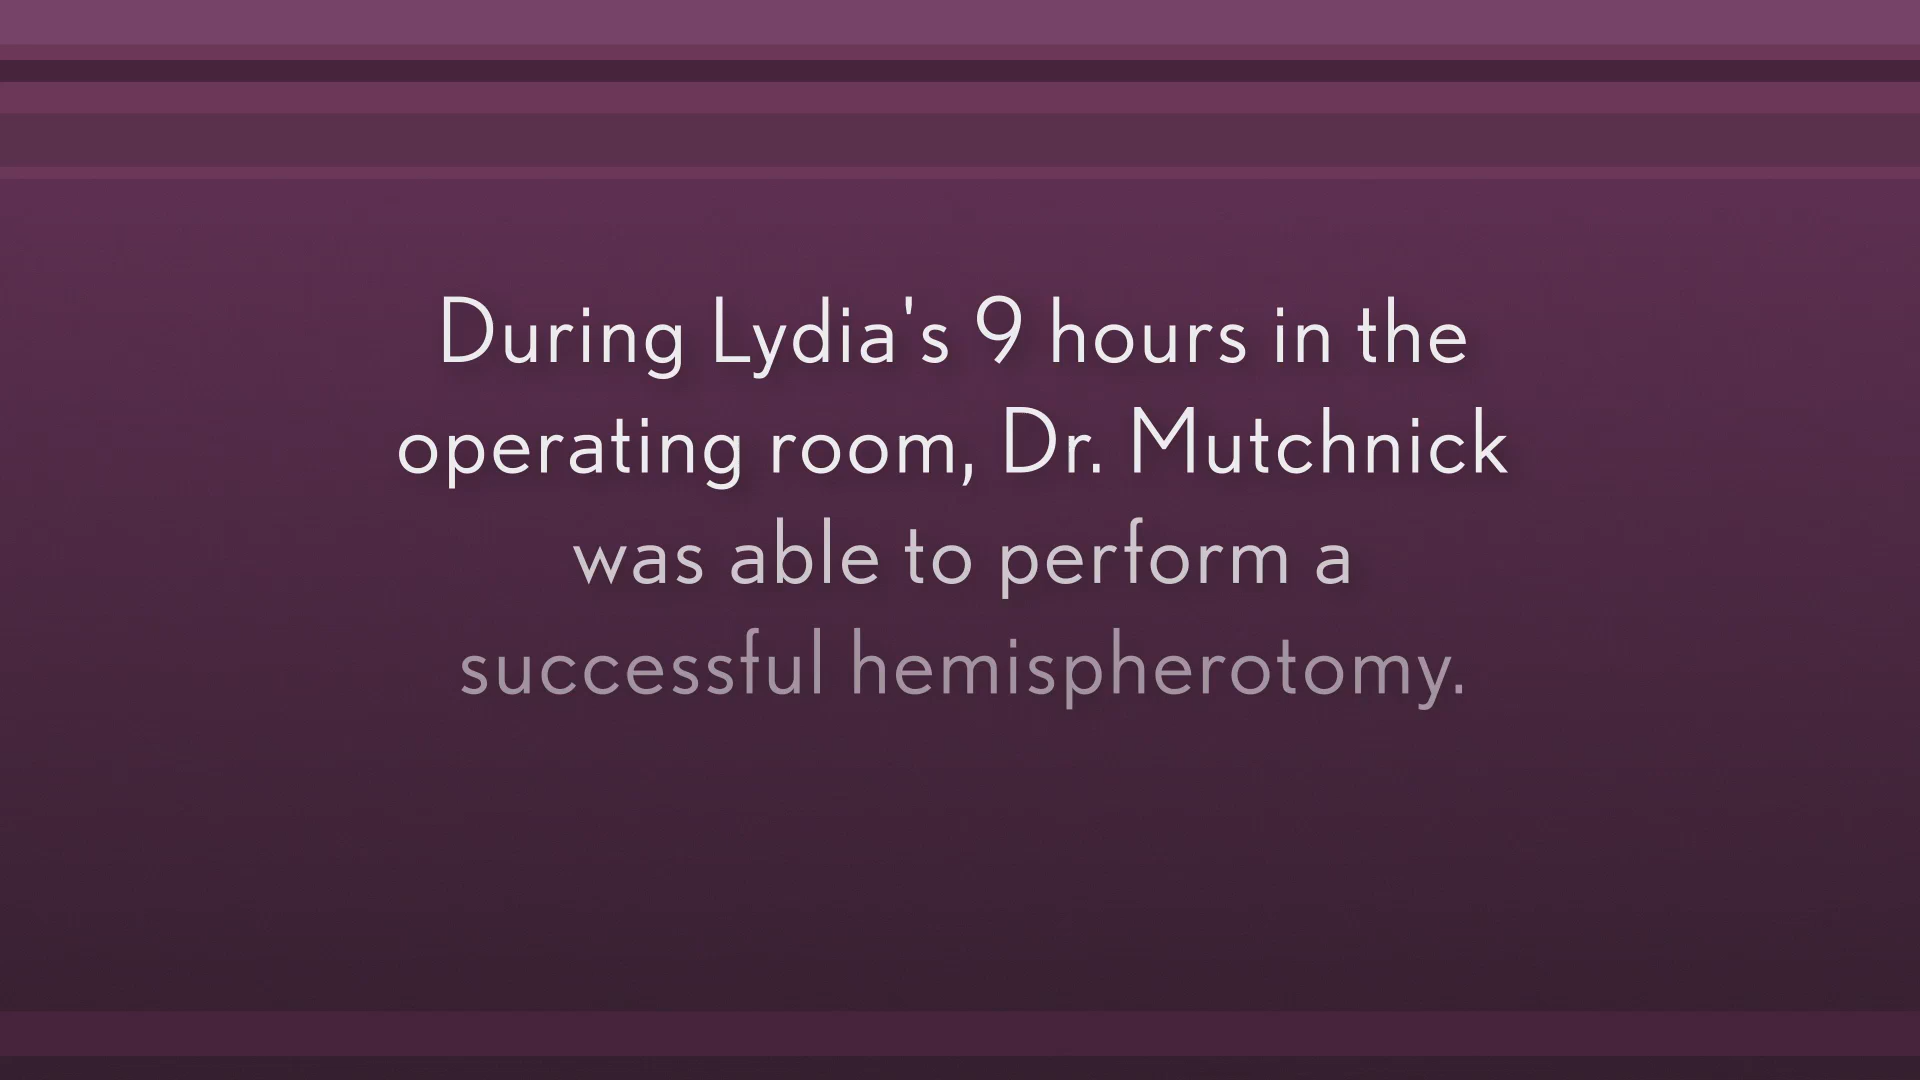 During Lydia's 9 hours in the
operating room, Dr. Mutchnick
was able to perform a
successful hemispherotomy.